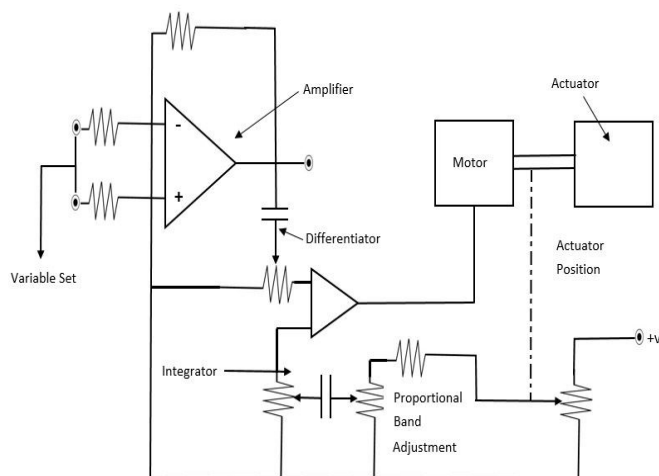 Amplifier
Actuator
-
+
Motor
Differentiator
Actuator
Position
Variable Set
+v
Integrator
Proportional
Band
Adjustment